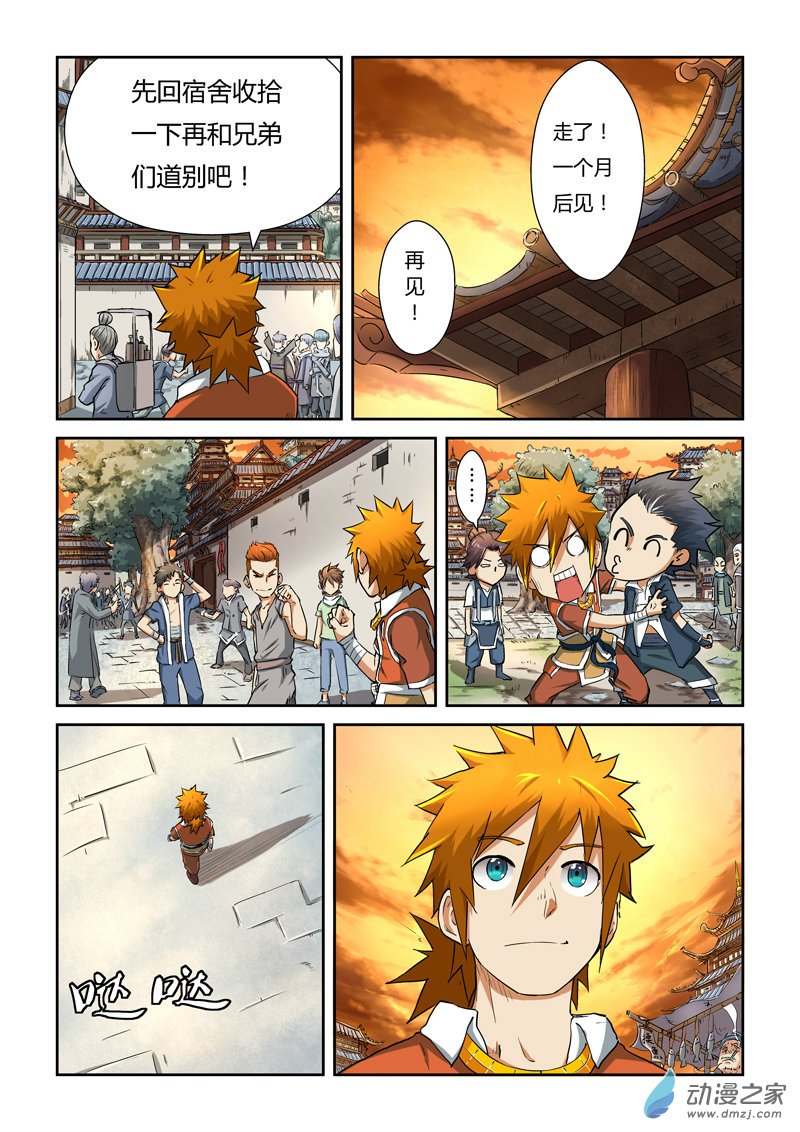 先回宿舍收拾
一下再和兄弟
们道别吧！
走了！
一个月
后见！
再
见
！
……
哒 哒
动漫之家
www.dmzj.com